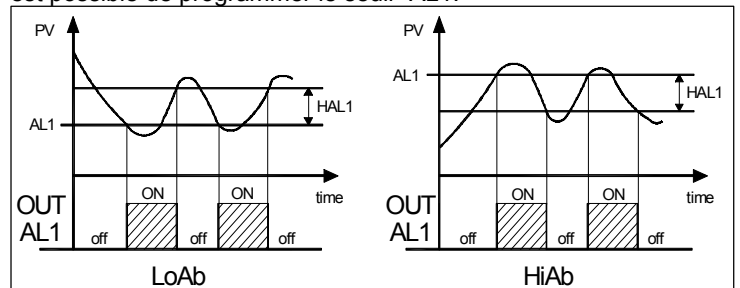 est possible de programmer le seuil "AL1".
PV
AL1
HAL1
time
ON
ON
OUT
AL1
off
off
off
LoAb
PV
AL1
HAL1
time
ON
ON
OUT
AL1
off
off
off
HiAb